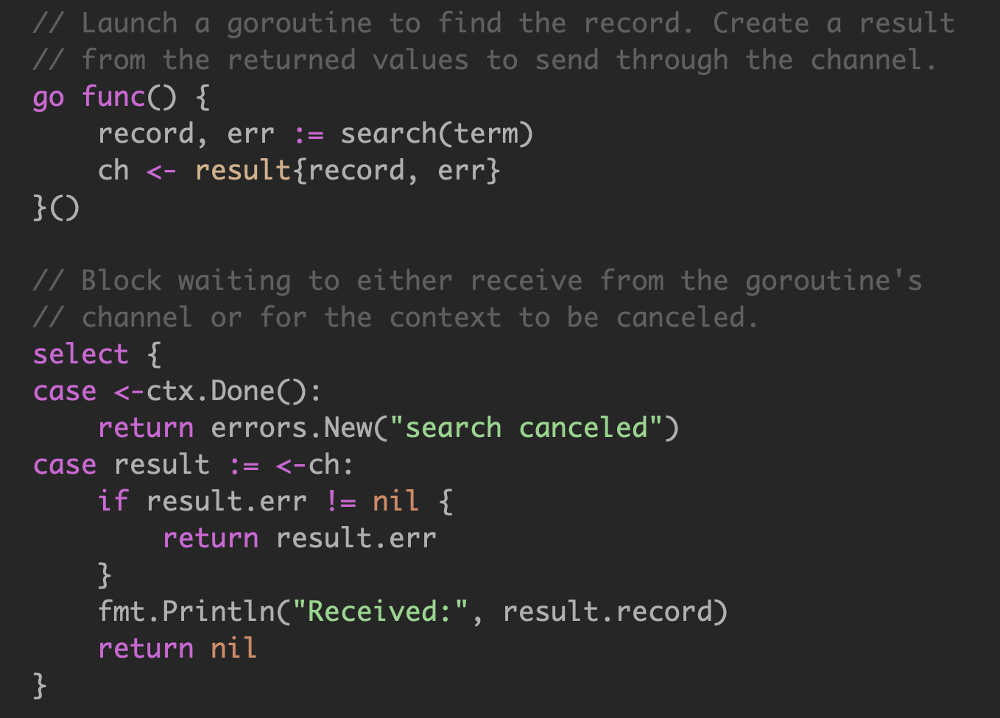 // Launch a goroutine to find the record. Create a result
// from the returned values to send through the channel.
go func() {
    record, err := search(term)
    ch <- result{record, err}
}()

// Block waiting to either receive from the goroutine's
// channel or for the context to be canceled.
select {
case <-ctx.Done():
    return errors.New("search canceled")
case result := <-ch:
    if result.err != nil {
        return result.err
    }
    fmt.Println("Received:", result.record)
    return nil
}